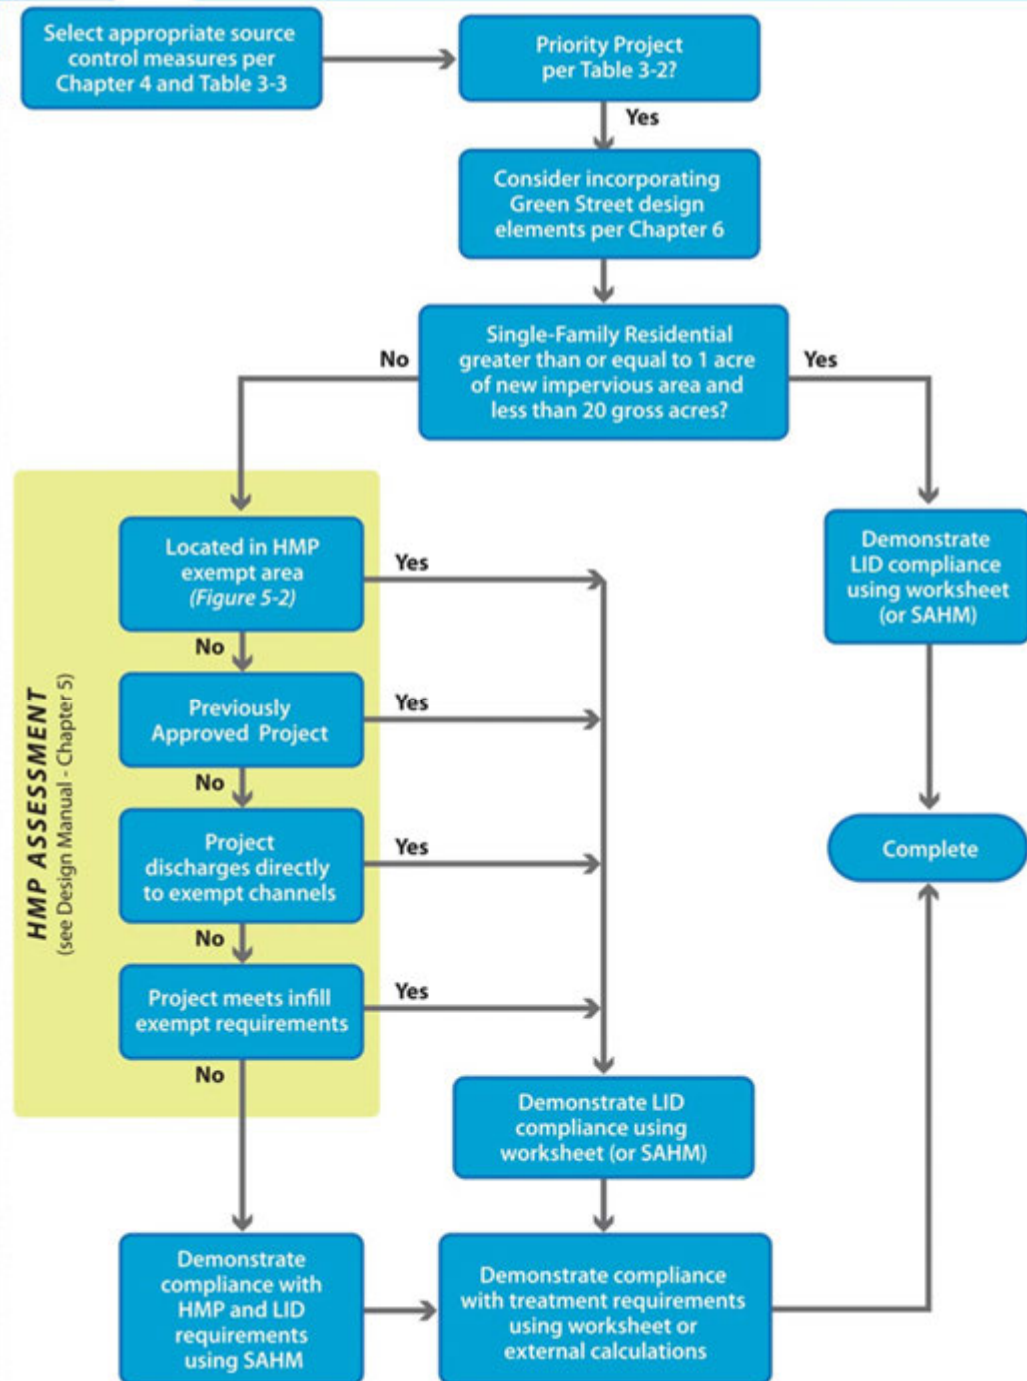 Select appropriate source
control measures per
Chapter 4 and Table 3-3
Priority Project
per Table 3-2?
Yes
Consider incorporating
Green Street design
elements per Chapter 6
Single-Family Residential
greater than or equal to 1 acre
of new impervious area and
less than 20 gross acres?
No
Yes
HMP ASSESSMENT
(see Design Manual - Chapter 5)
Located in HMP
exempt area
(Figure 5-2)
Yes
No
Previously
Approved Project
Yes
No
Project
discharges directly
to exempt channels
Yes
No
Project meets infill
exempt requirements
Yes
No
Demonstrate
LID compliance
using worksheet
(or SAHM)
Complete
Demonstrate LID
compliance using
worksheet (or SAHM)
Demonstrate
compliance with
HMP and LID
requirements
using SAHM
Demonstrate compliance
with treatment requirements
using worksheet or
external calculations